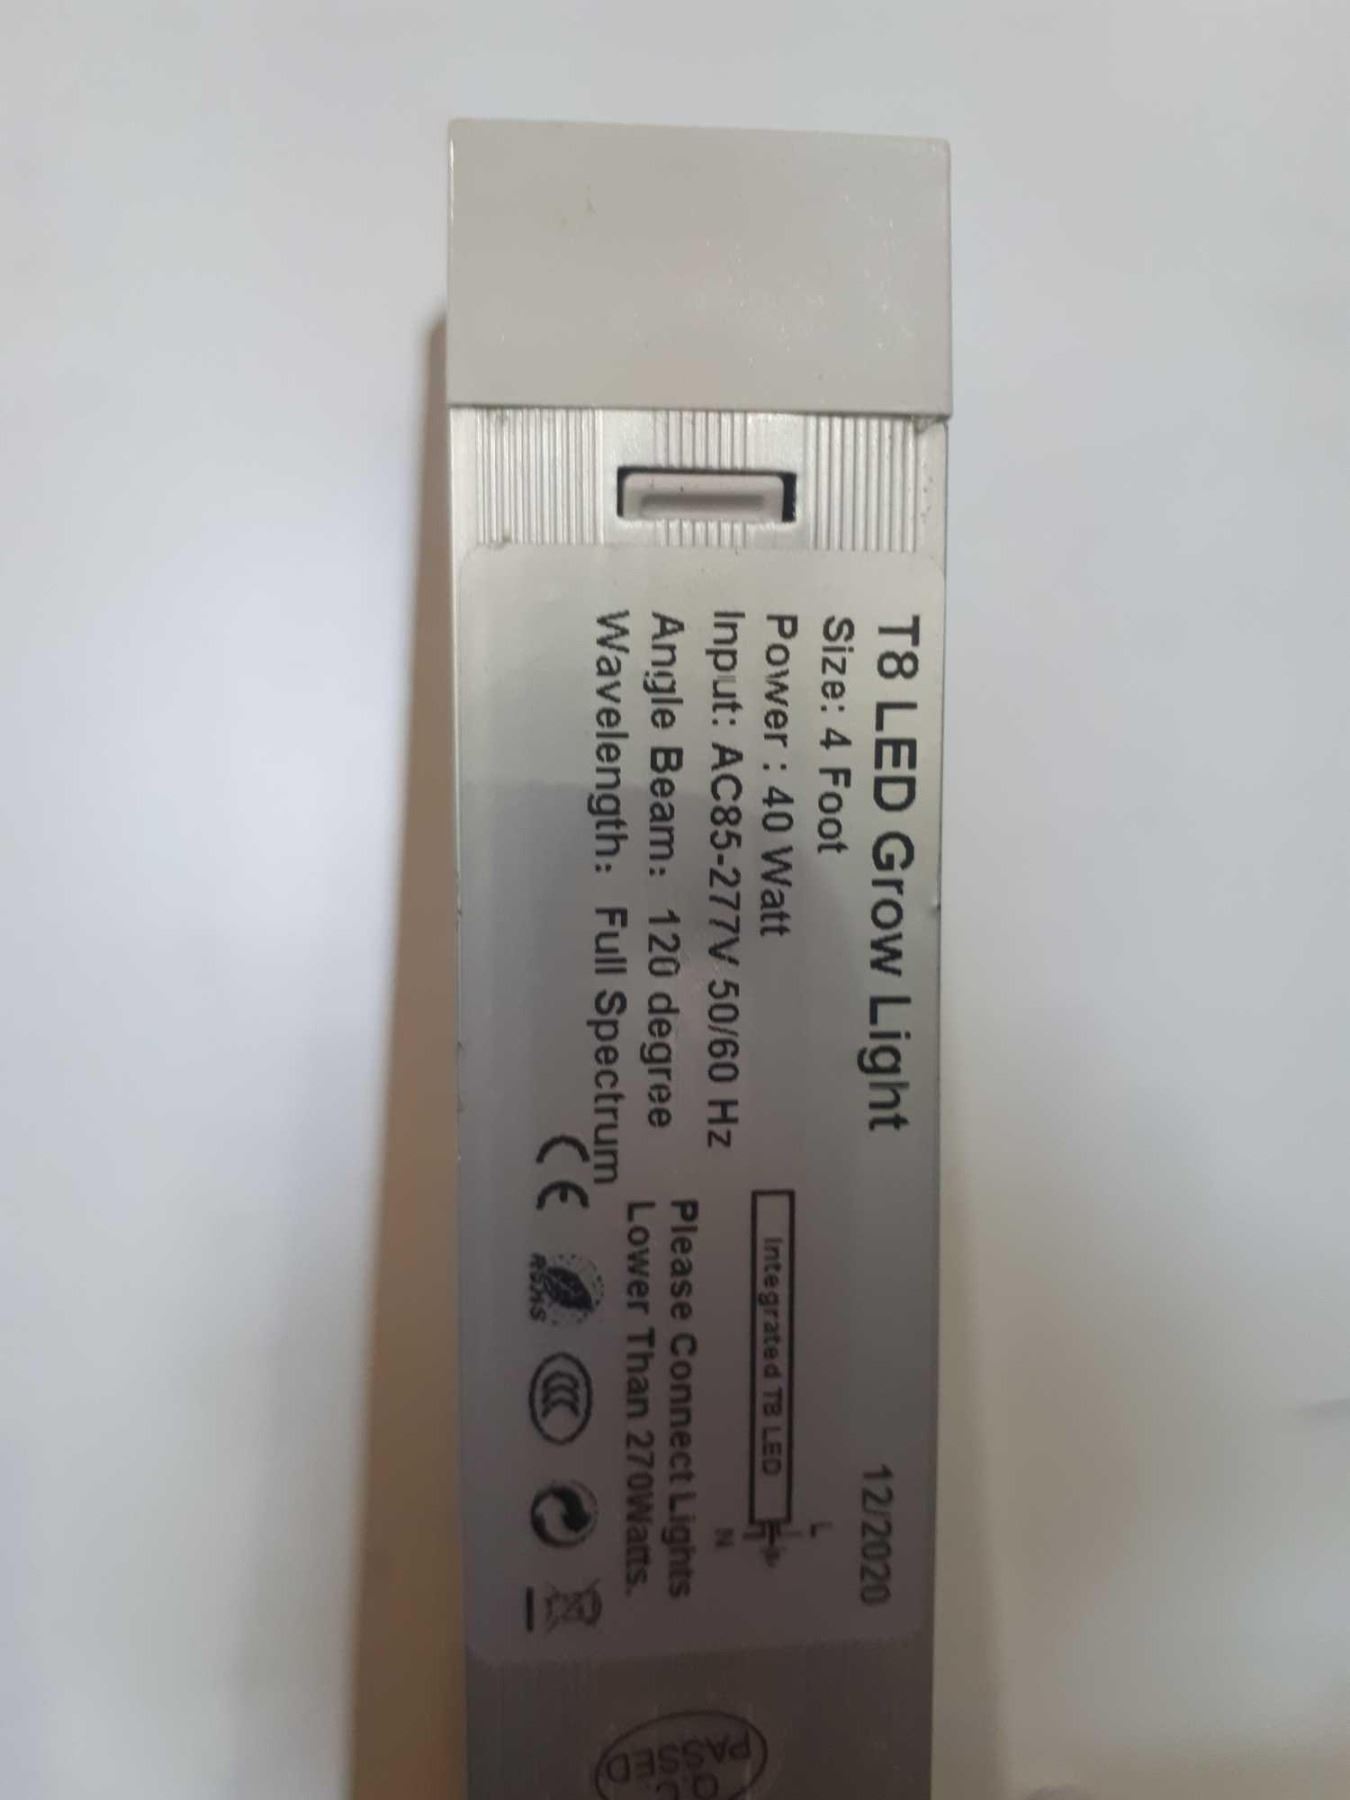 T8 LED Grow Light
12/2020
Size: 4 Foot
Power : 40 Watt
Input: AC85-277V 50/60 Hz
Angle Beam: 120 degree
Wavelength: Full Spectrum
Integrated T8 LED
L
N
Please Connect Lights
Lower Than 270Watts.
CE
RoHS
CCC